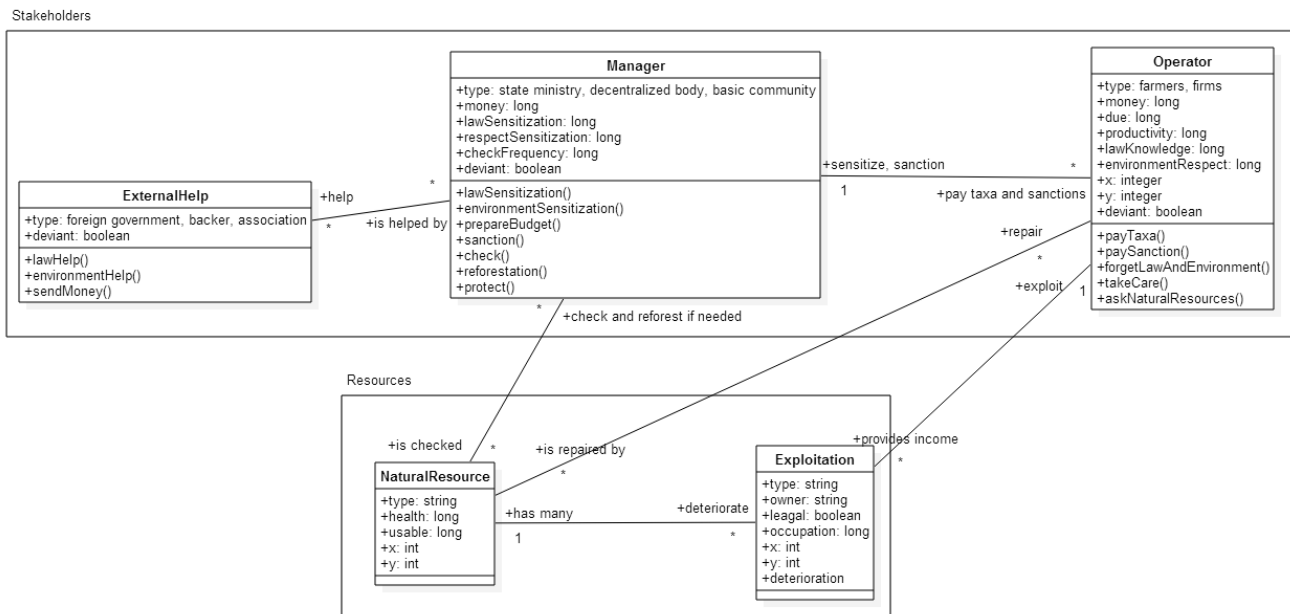 Stakeholders
Manager
+type: state ministry, decentralized body, basic community
+money: long
+lawSensitization: long
+respectSensitization: long
+checkFrequency: long
+deviant: boolean
+lawSensitization()
+environmentSensitization()
+prepareBudget()
+sanction()
+check()
+reforestation()
+protect()
Operator
+type: farmers, firms
+money: long
+due: long
+productivity: long
+lawKnowledge: long
+environmentRespect: long
+x: integer
+y: integer
+deviant: boolean
+payTaxa()
+paySanction()
+forgetLawAndEnvironment()
+takeCare()
+askNaturalResources()
ExternalHelp
+type: foreign government, backer, association
+deviant: boolean
+lawHelp()
+environmentHelp()
+sendMoney()
+help
*
*
+is helped by
+sensitize, sanction
*
1
+pay taxa and sanctions
+repair
*
+exploit
1
*
+check and reforest if needed
Resources
+is checked
*
+is repaired by
*
+provides income
*
NaturalResource
+type: string
+health: long
+usable: long
+x: int
+y: int
+has many
1
+deteriorate
*
Exploitation
+type: string
+owner: string
+leagal: boolean
+occupation: long
+x: int
+y: int
+deterioration